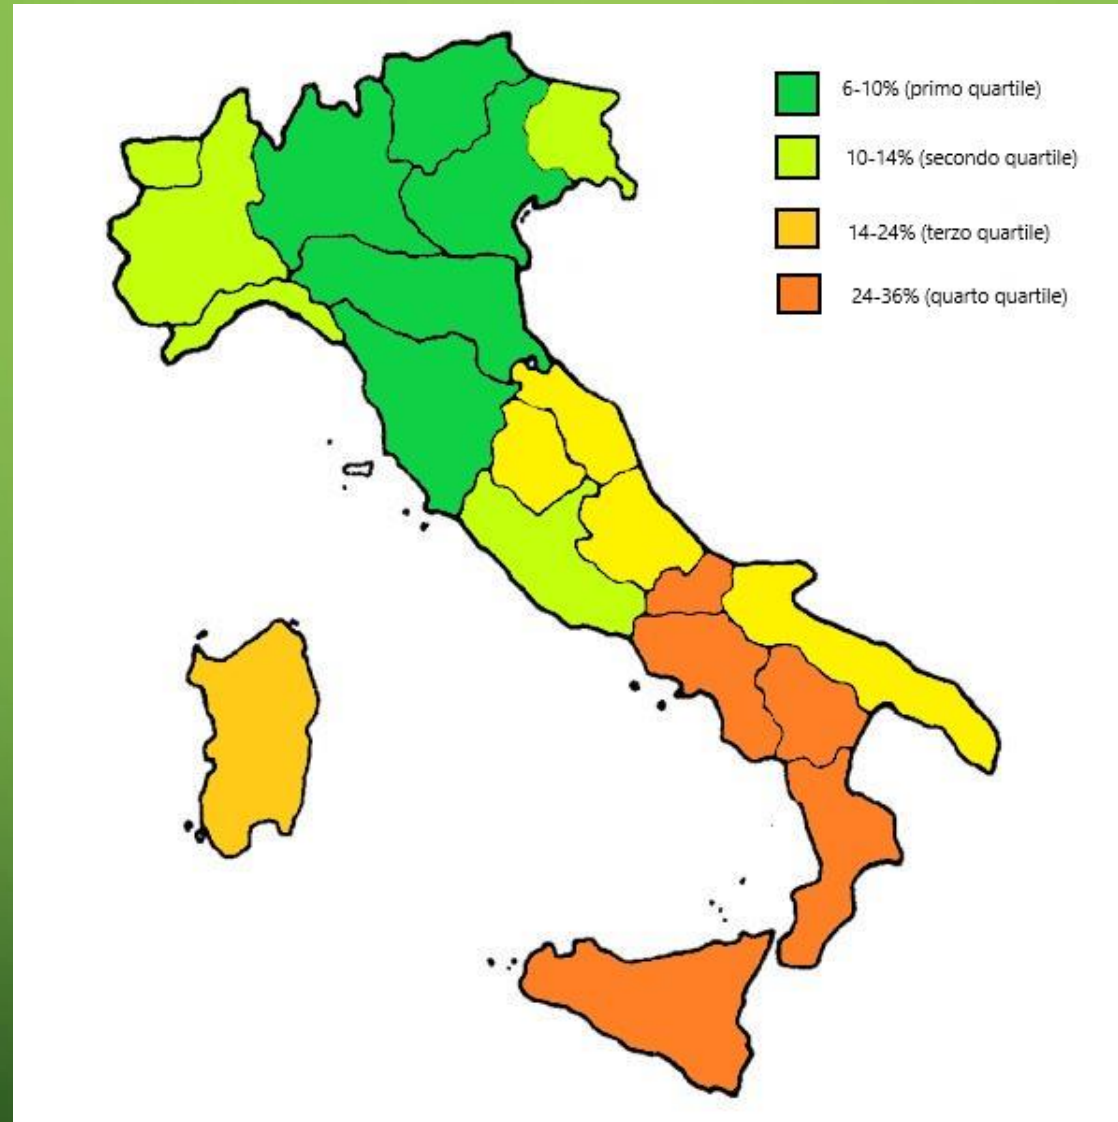 6-10% (primo quartile)
10-14% (secondo quartile)
14-24% (terzo quartile)
24-36% (quarto quartile)